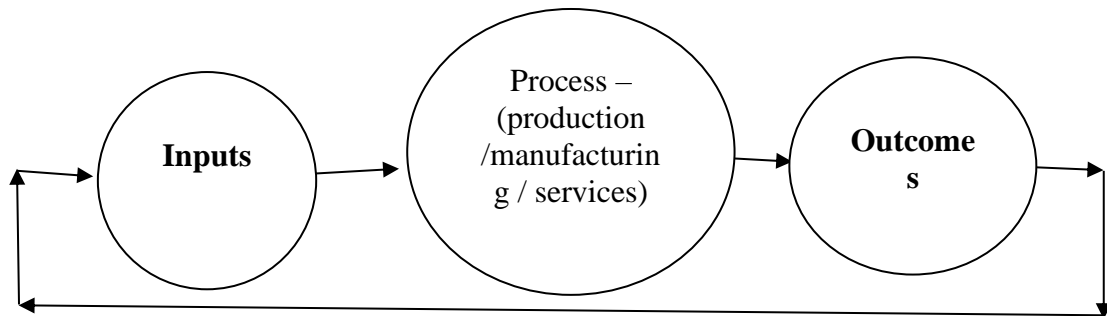 Inputs
Process –
(production
/manufacturin
g / services)
Outcome
s